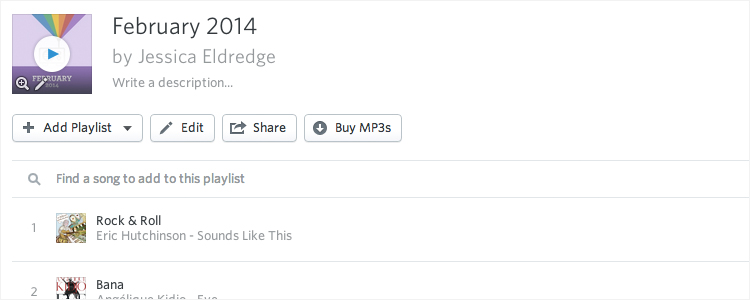 FEBRUARY
2014
February 2014
by Jessica Eldredge
Write a description...
Add Playlist
Edit
Share
Buy MP3s
Find a song to add to this playlist
1
Rock & Roll
Eric Hutchinson - Sounds Like This
2
Bana
Angélique Kidjo - Eve